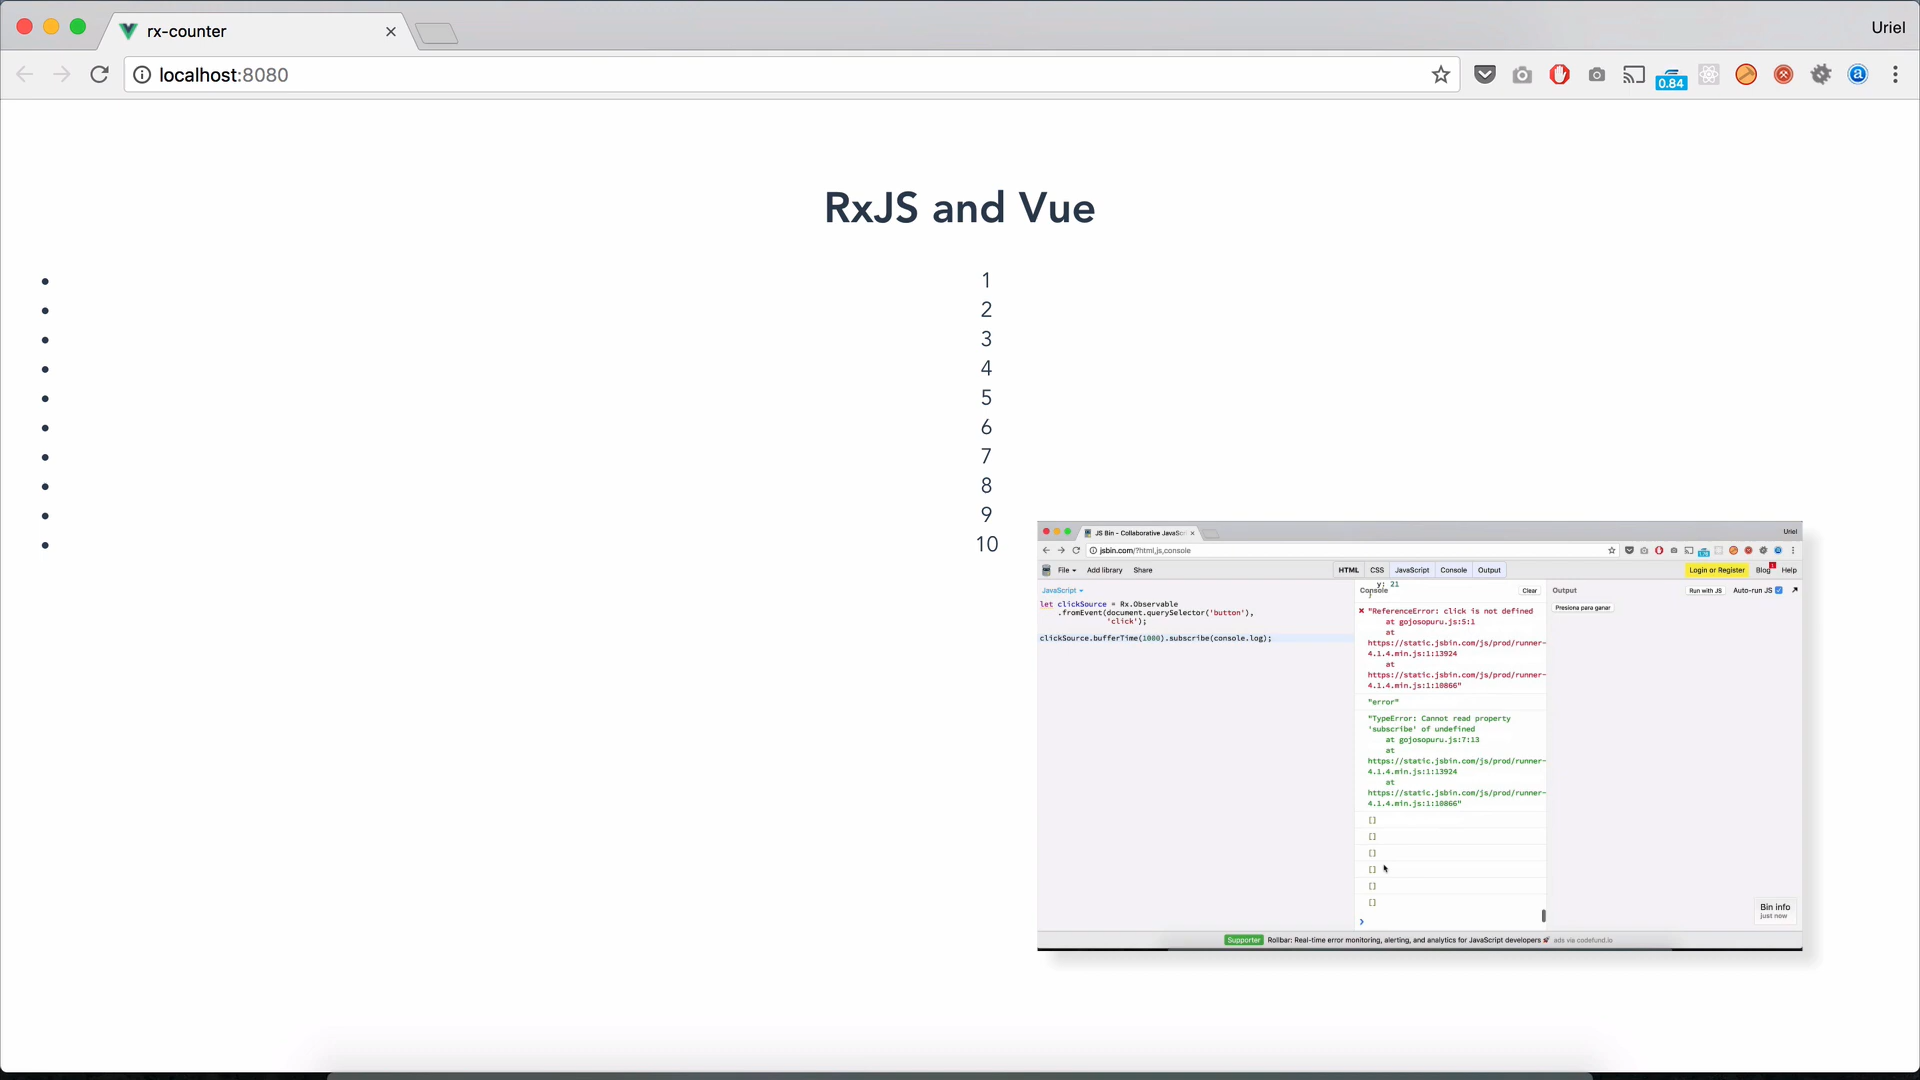 rx-counter
Uriel
localhost:8080
0.84
RxJS and Vue
1
2
3
4
5
6
7
8
9
10
JS Bin - Collaborative JavaScri
Uriel
jsbin.com/?html,js,console
File Add library Share
HTML CSS JavaScript Console Output
Login or Register Blog Help
JavaScript
let clickSource = Rx.Observable
.fromEvent(document.querySelector('button'),
'click');
clickSource.bufferTime(1000).subscribe(console.log);
y: 21
Console
Clear
}
"ReferenceError: click is not defined
at gojosopuru.js:5:1
at
https://static.jsbin.com/js/prod/runner-
4.1.4.min.js:1:13924
at
https://static.jsbin.com/js/prod/runner-
4.1.4.min.js:1:10866"
"error"
"TypeError: Cannot read property
'subscribe' of undefined
at gojosopuru.js:7:13
at
https://static.jsbin.com/js/prod/runner-
4.1.4.min.js:1:13924
at
https://static.jsbin.com/js/prod/runner-
4.1.4.min.js:1:10866"
[]
[]
[]
[]
[]
[]
>
Output
Run with JS Auto-run JS
Presiona para ganar
Bin info
just now
Supporter Rollbar: Real-time error monitoring, alerting, and analytics for JavaScript developers 🚀 ads via codefund.io